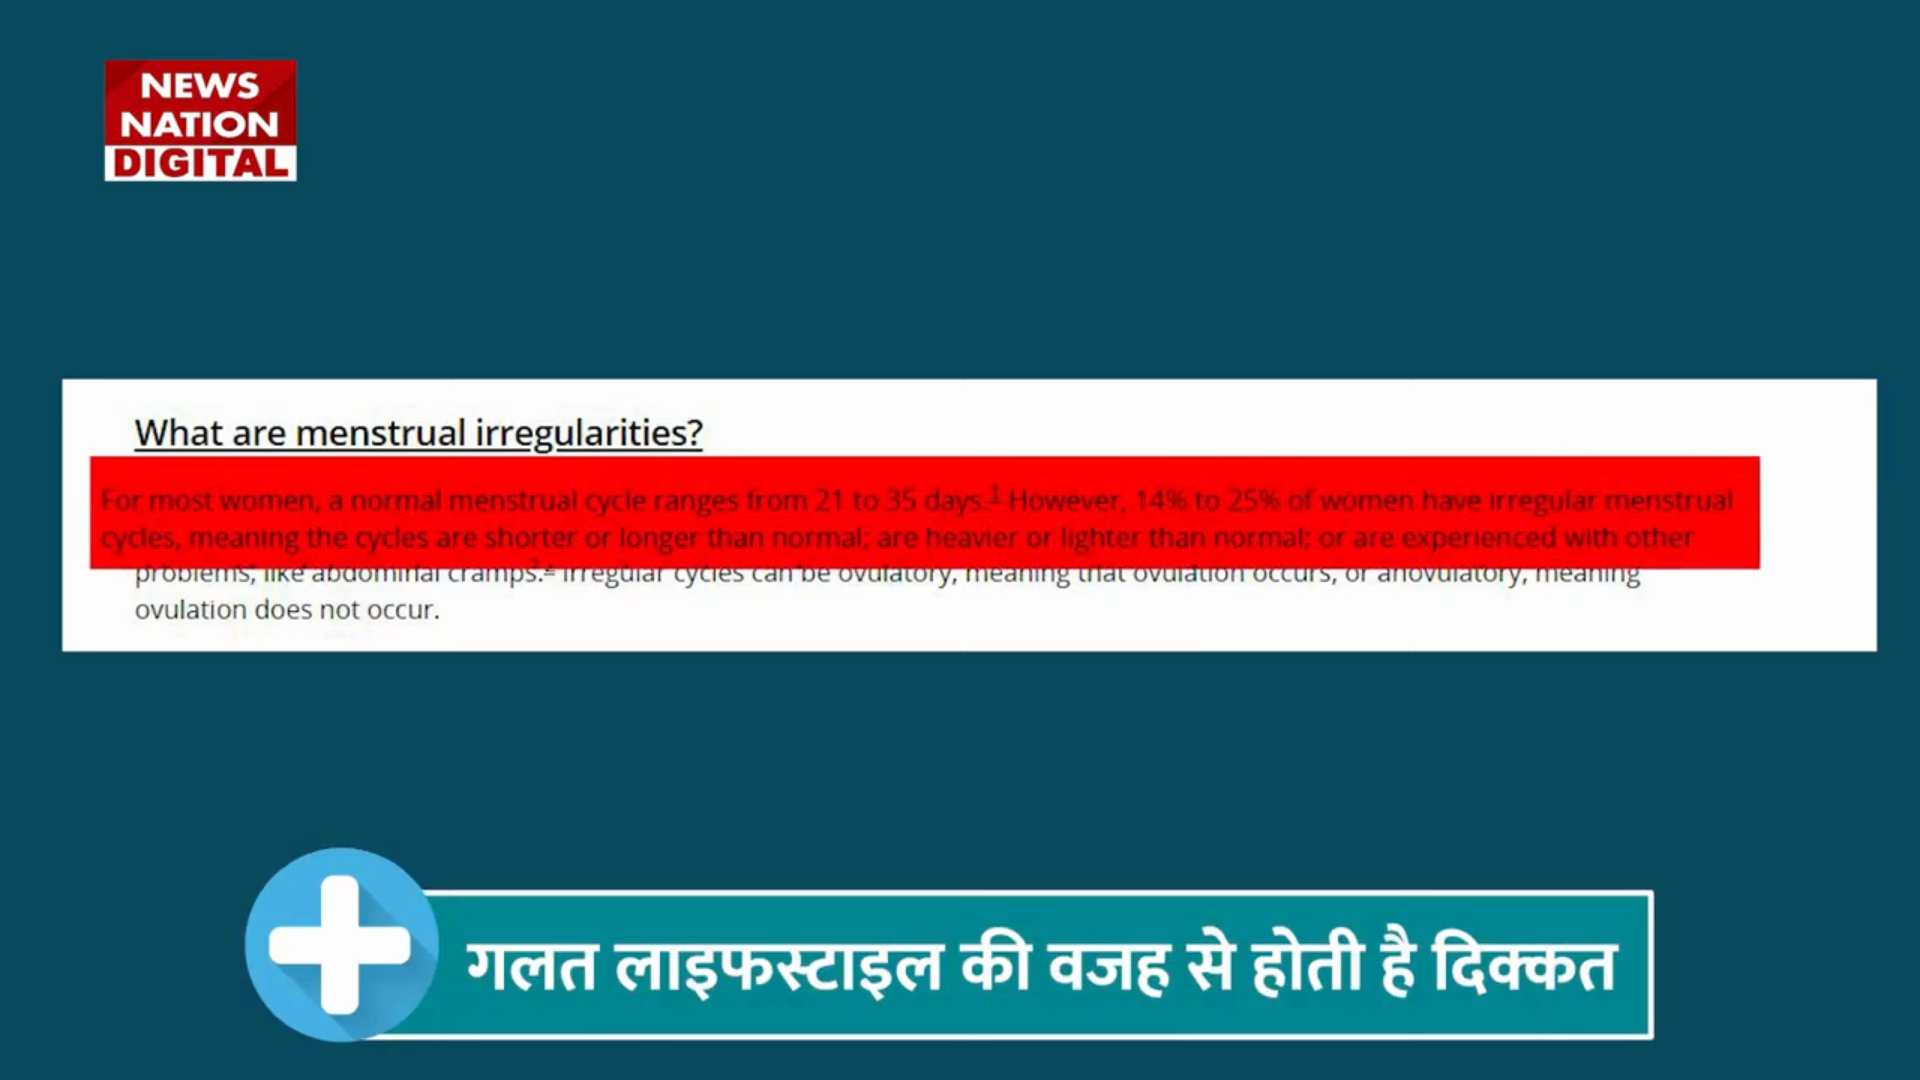 NEWS
NATION
DIGITAL
What are menstrual irregularities?
For most women, a normal menstrual cycle ranges from 21 to 35 days.1 However, 14% to 25% of women have irregular menstrual
cycles, meaning the cycles are shorter or longer than normal; are heavier or lighter than normal; or are experienced with other
problems, like abdominal cramps.2 Irregular cycles can be ovulatory, meaning that ovulation occurs, or anovulatory, meaning
ovulation does not occur.
गलत लाइफस्टाइल की वजह से होती है दिक्कत